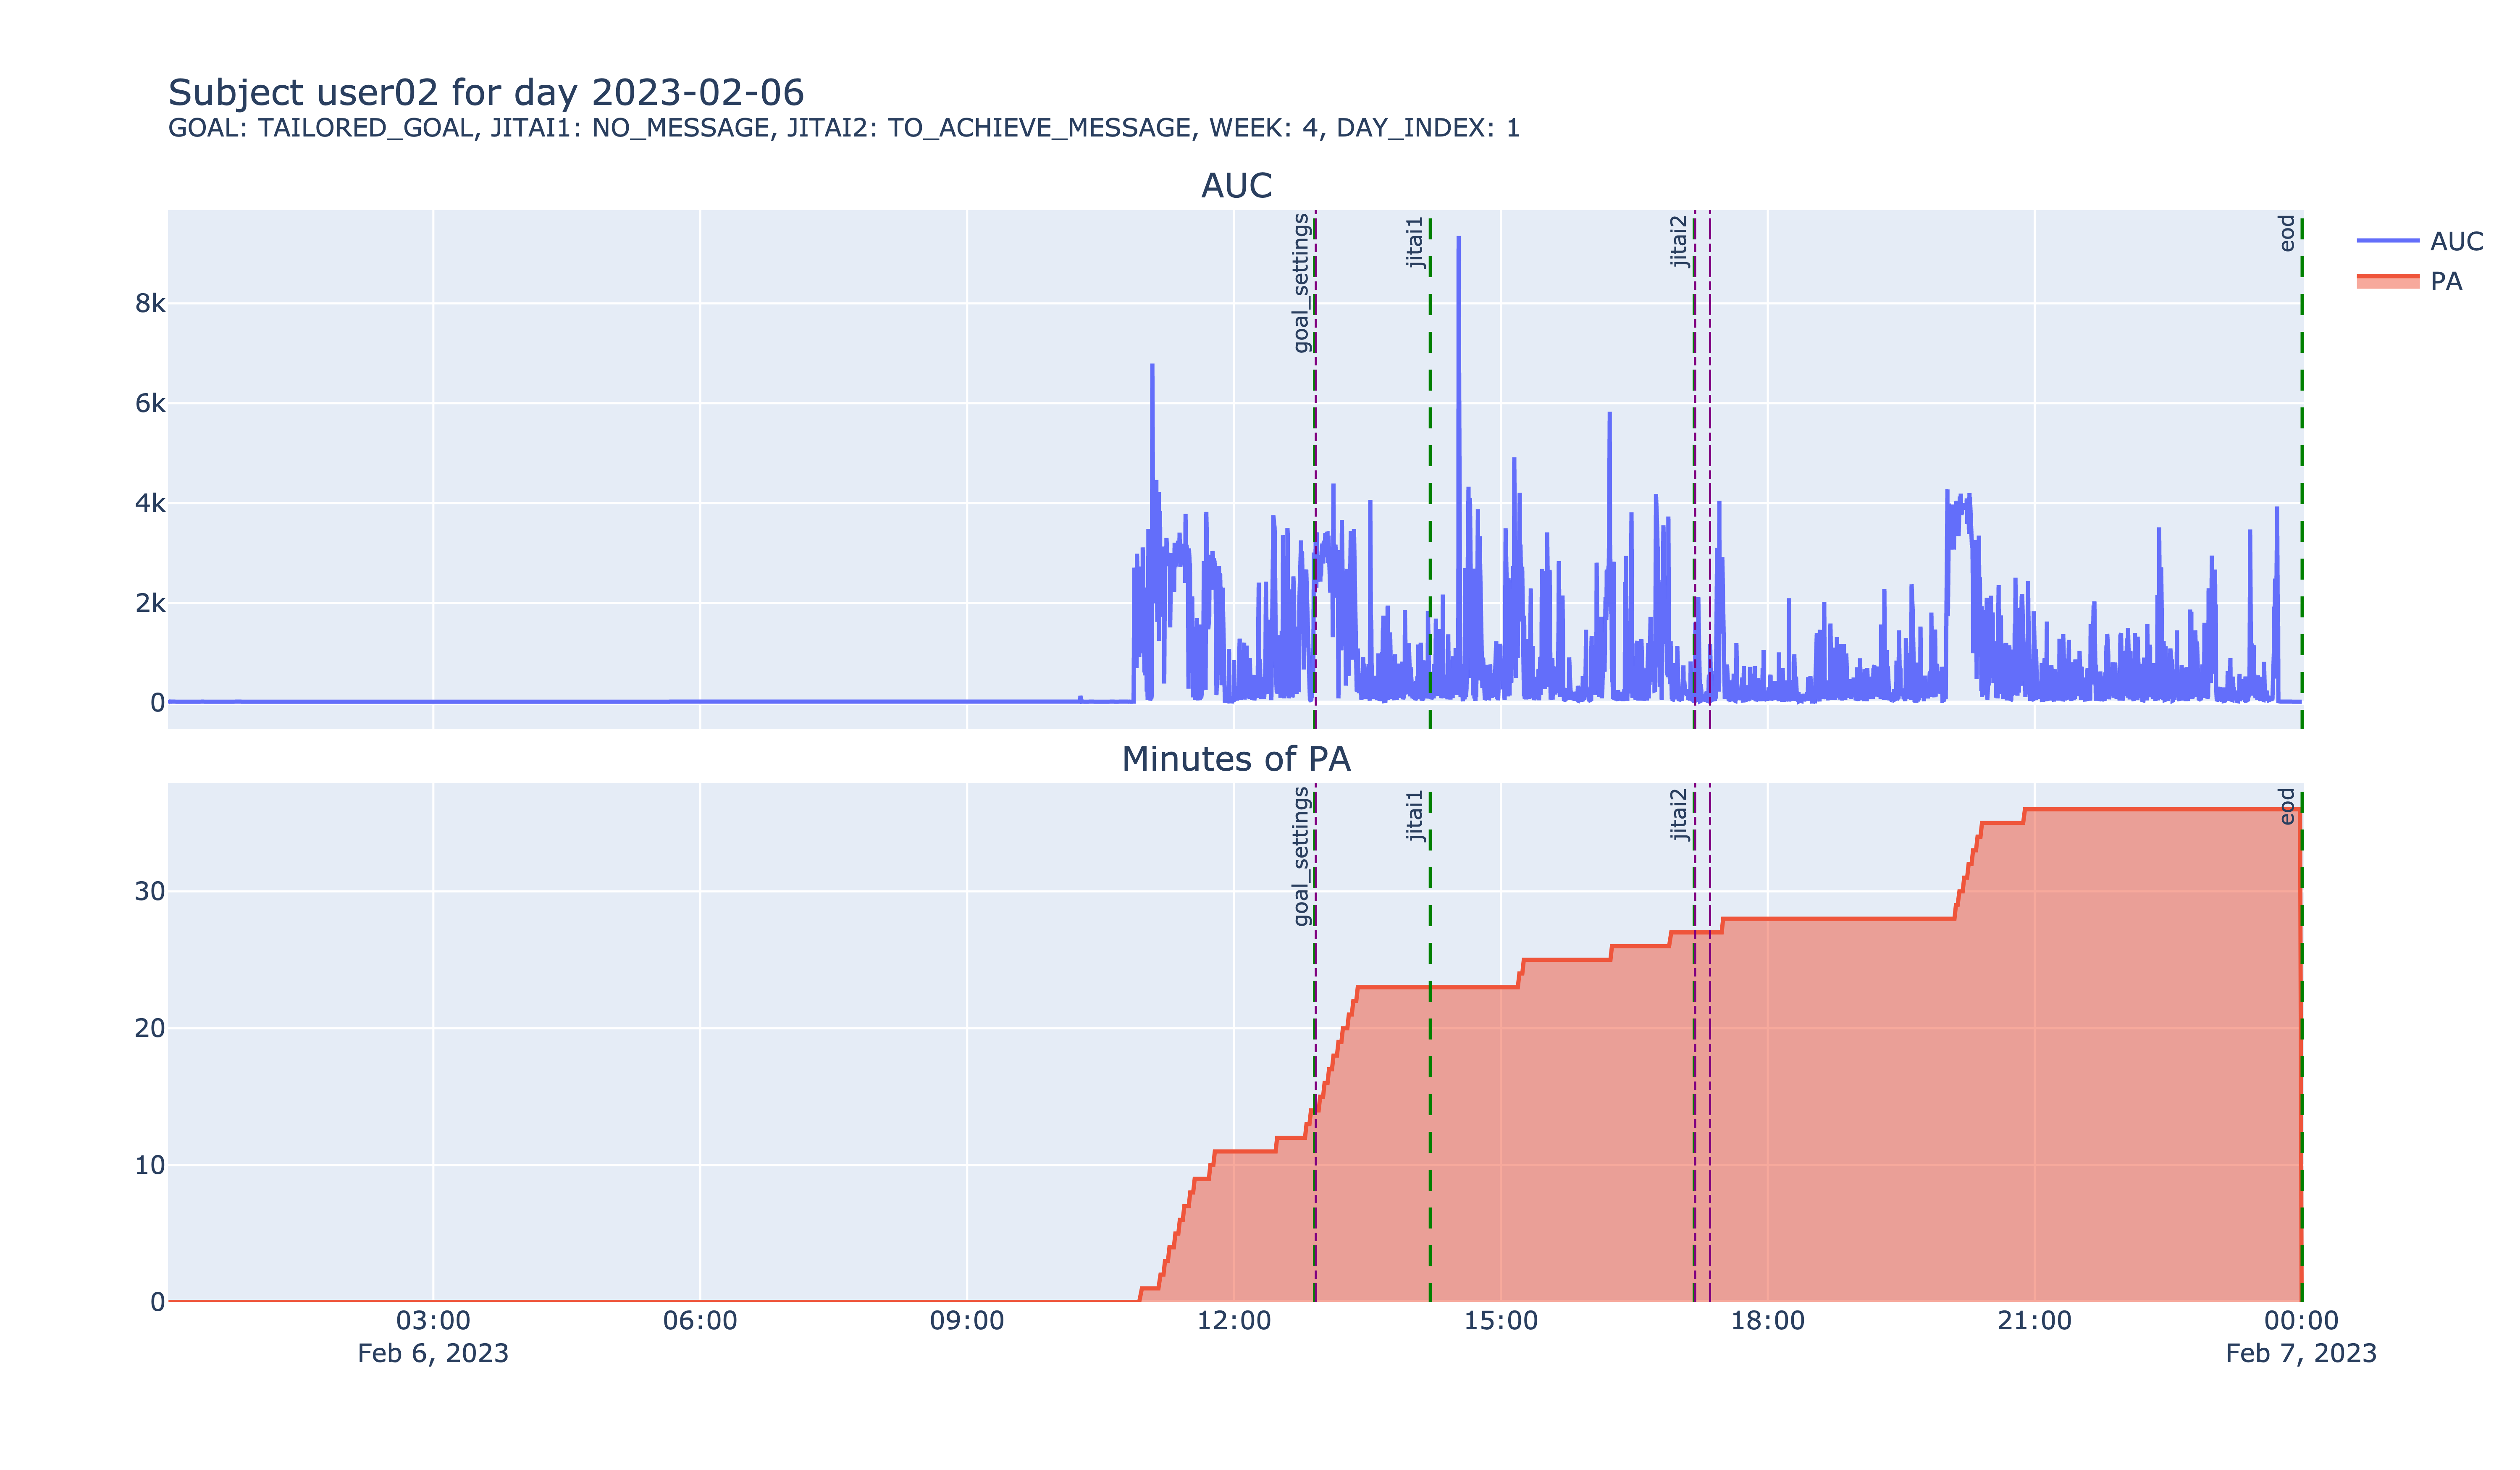 Subject user02 for day 2023-02-06
GOAL: TAILORED_GOAL, JITAI1: NO_MESSAGE, JITAI2: TO_ACHIEVE_MESSAGE, WEEK: 4, DAY_INDEX: 1
AUC
goal_settings
jitai1
jitai2
eod
AUC
PA
8k
6k
4k
2k
0
Minutes of PA
goal_settings
jitai1
jitai2
eod
30
20
10
0
03:00 06:00 09:00 12:00 15:00 18:00 21:00 00:00
Feb 6, 2023 Feb 7, 2023